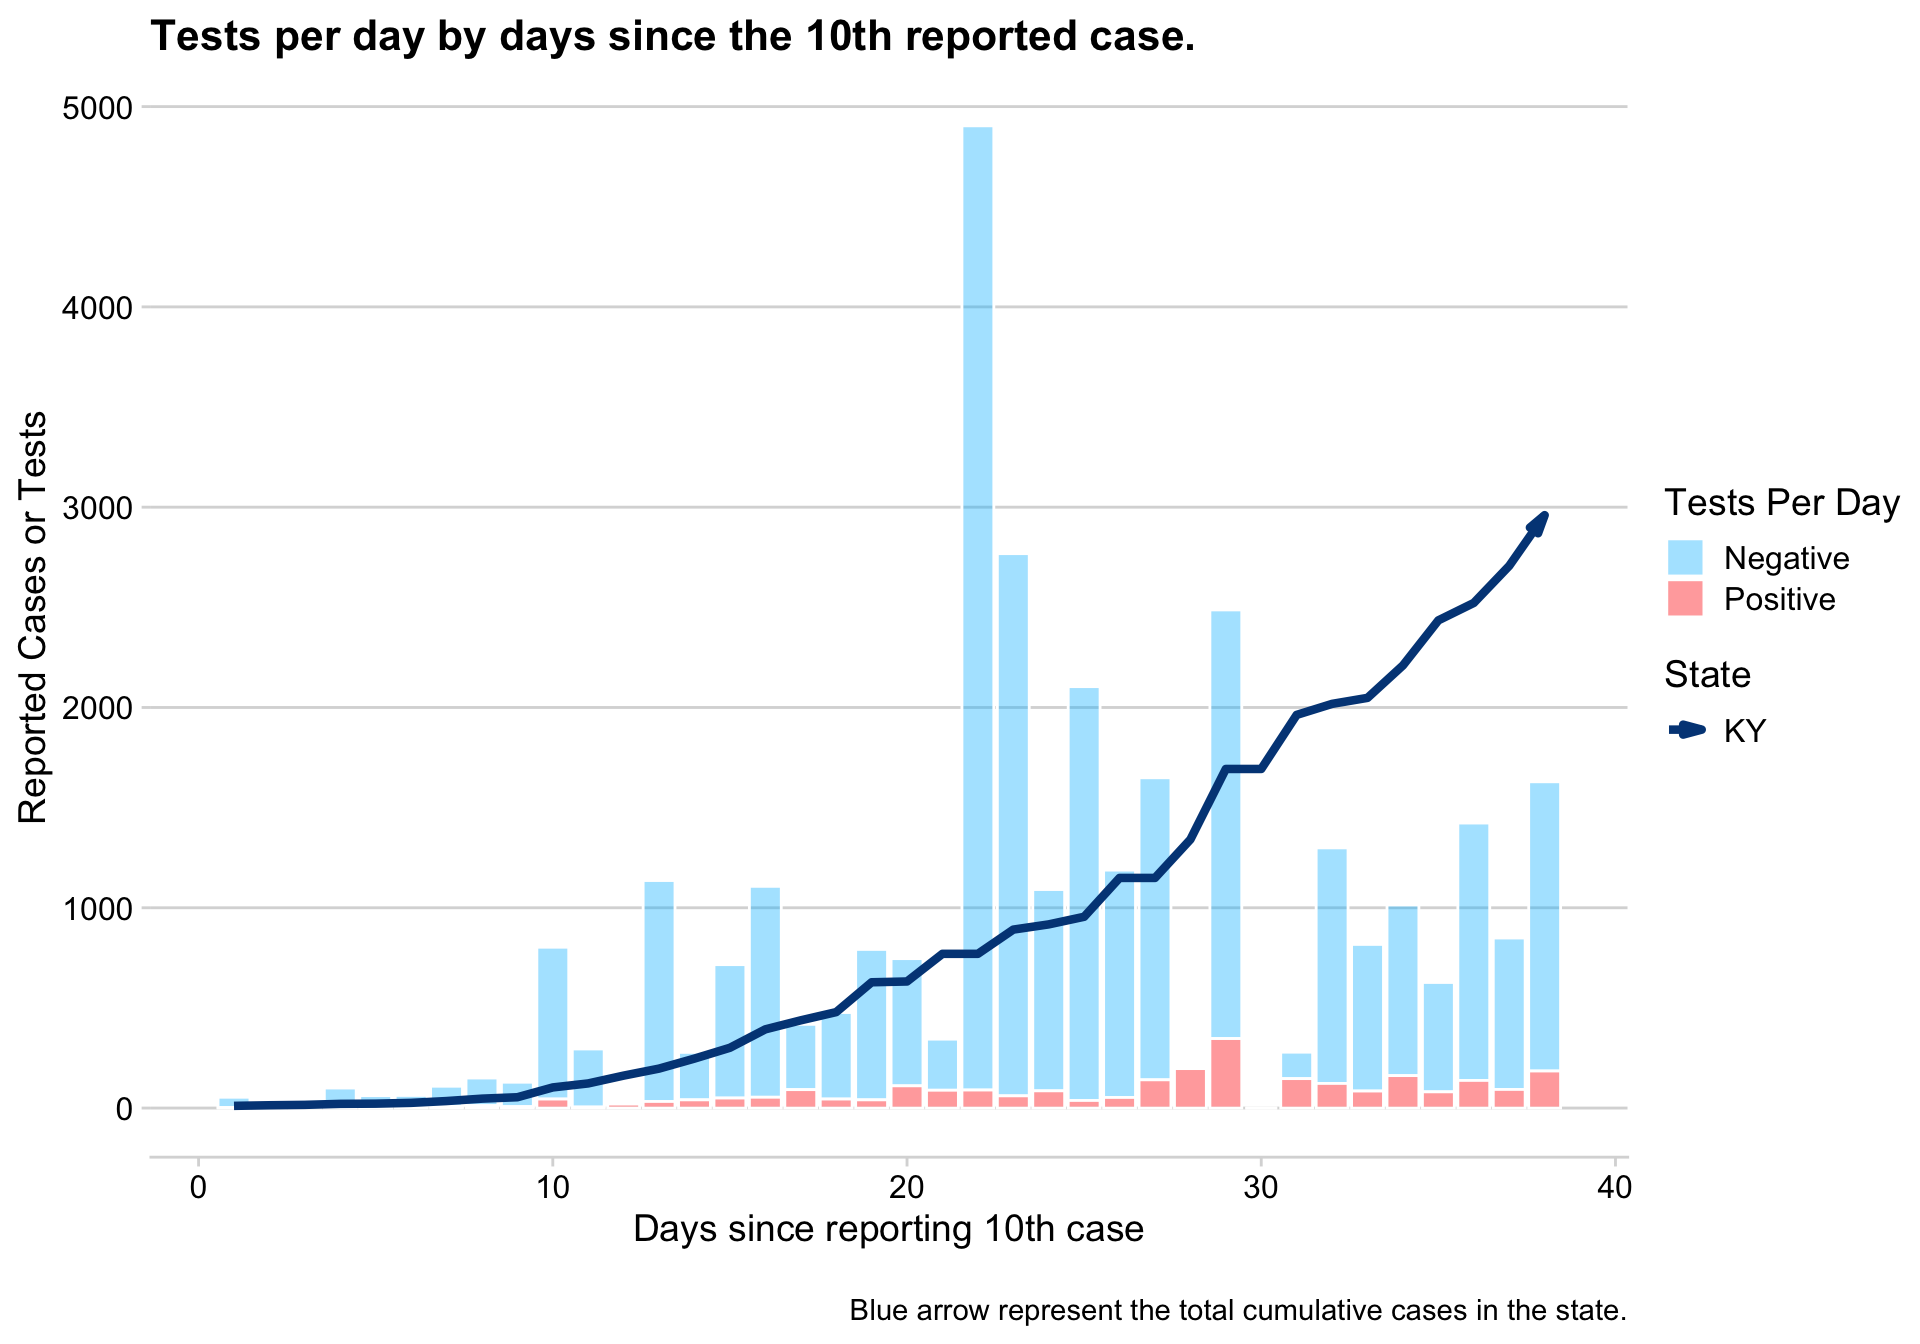 Tests per day by days since the 10th reported case.
5000
4000
3000
2000
1000
0
Reported Cases or Tests
0 10 20 30 40
Days since reporting 10th case
Tests Per Day
Negative
Positive
State
KY
Blue arrow represent the total cumulative cases in the state.